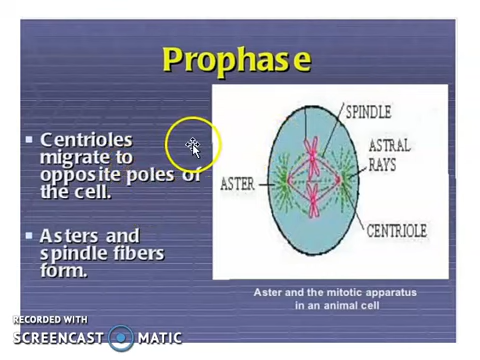 Prophase
Centrioles
migrate to
opposite poles of
the cell.
Asters and
spindle fibers
form.
SPINDLE
ASTRAL
RAYS
ASTER
CENTRIOLE
Aster and the mitotic apparatus
in an animal cell
RECORDED WITH
SCREENCAST MATIC